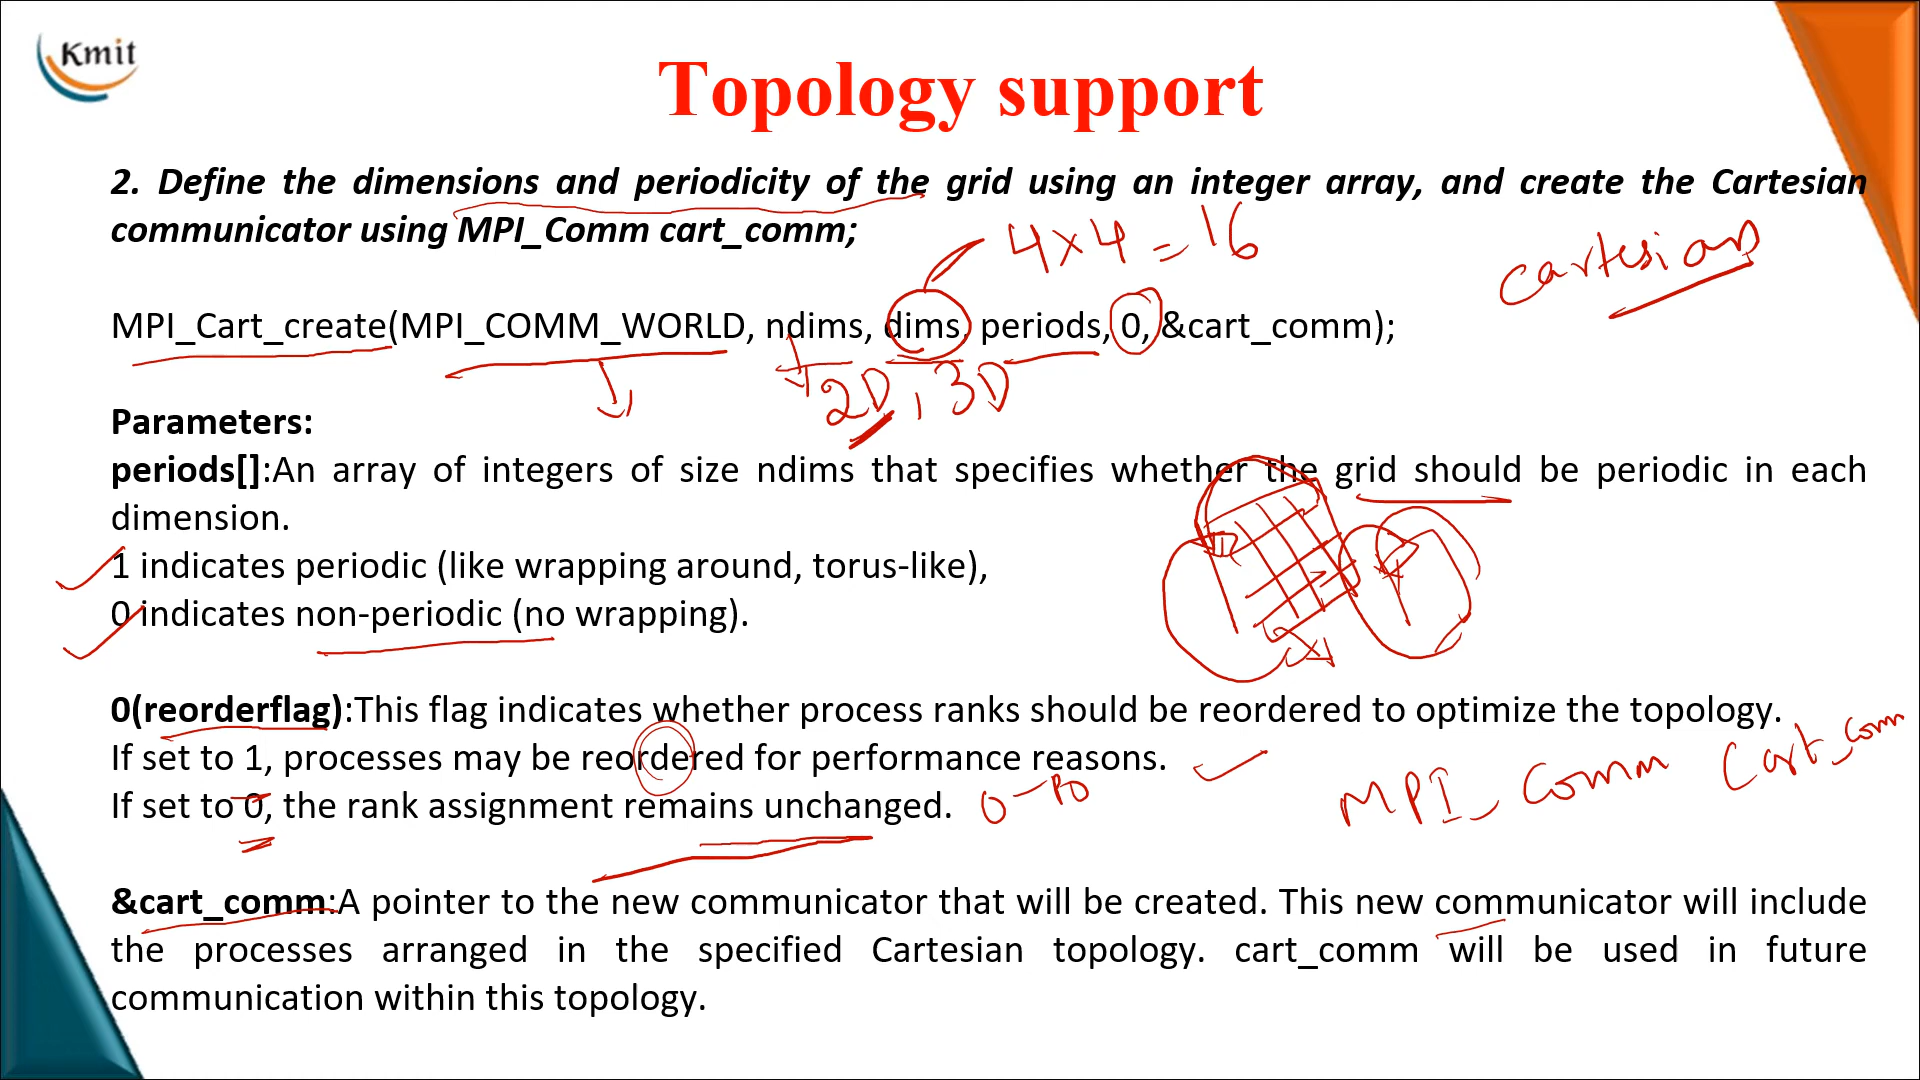 Kmit
Topology support
2. Define the dimensions and periodicity of the grid using an integer array, and create the Cartesian
communicator using MPI_Comm cart_comm;
4 x 4 = 16
cartesian
MPI_Cart_create(MPI_COMM_WORLD, ndims, dims, periods, 0, &cart_comm);
2D, 3D
Parameters:
periods[]:An array of integers of size ndims that specifies whether the grid should be periodic in each
dimension.
1 indicates periodic (like wrapping around, torus-like),
0 indicates non-periodic (no wrapping).
0(reorderflag):This flag indicates whether process ranks should be reordered to optimize the topology.
If set to 1, processes may be reordered for performance reasons.
MPI_Comm Cart_comm
If set to 0, the rank assignment remains unchanged.
0 - P0
&cart_comm:A pointer to the new communicator that will be created. This new communicator will include
the processes arranged in the specified Cartesian topology. cart_comm will be used in future
communication within this topology.